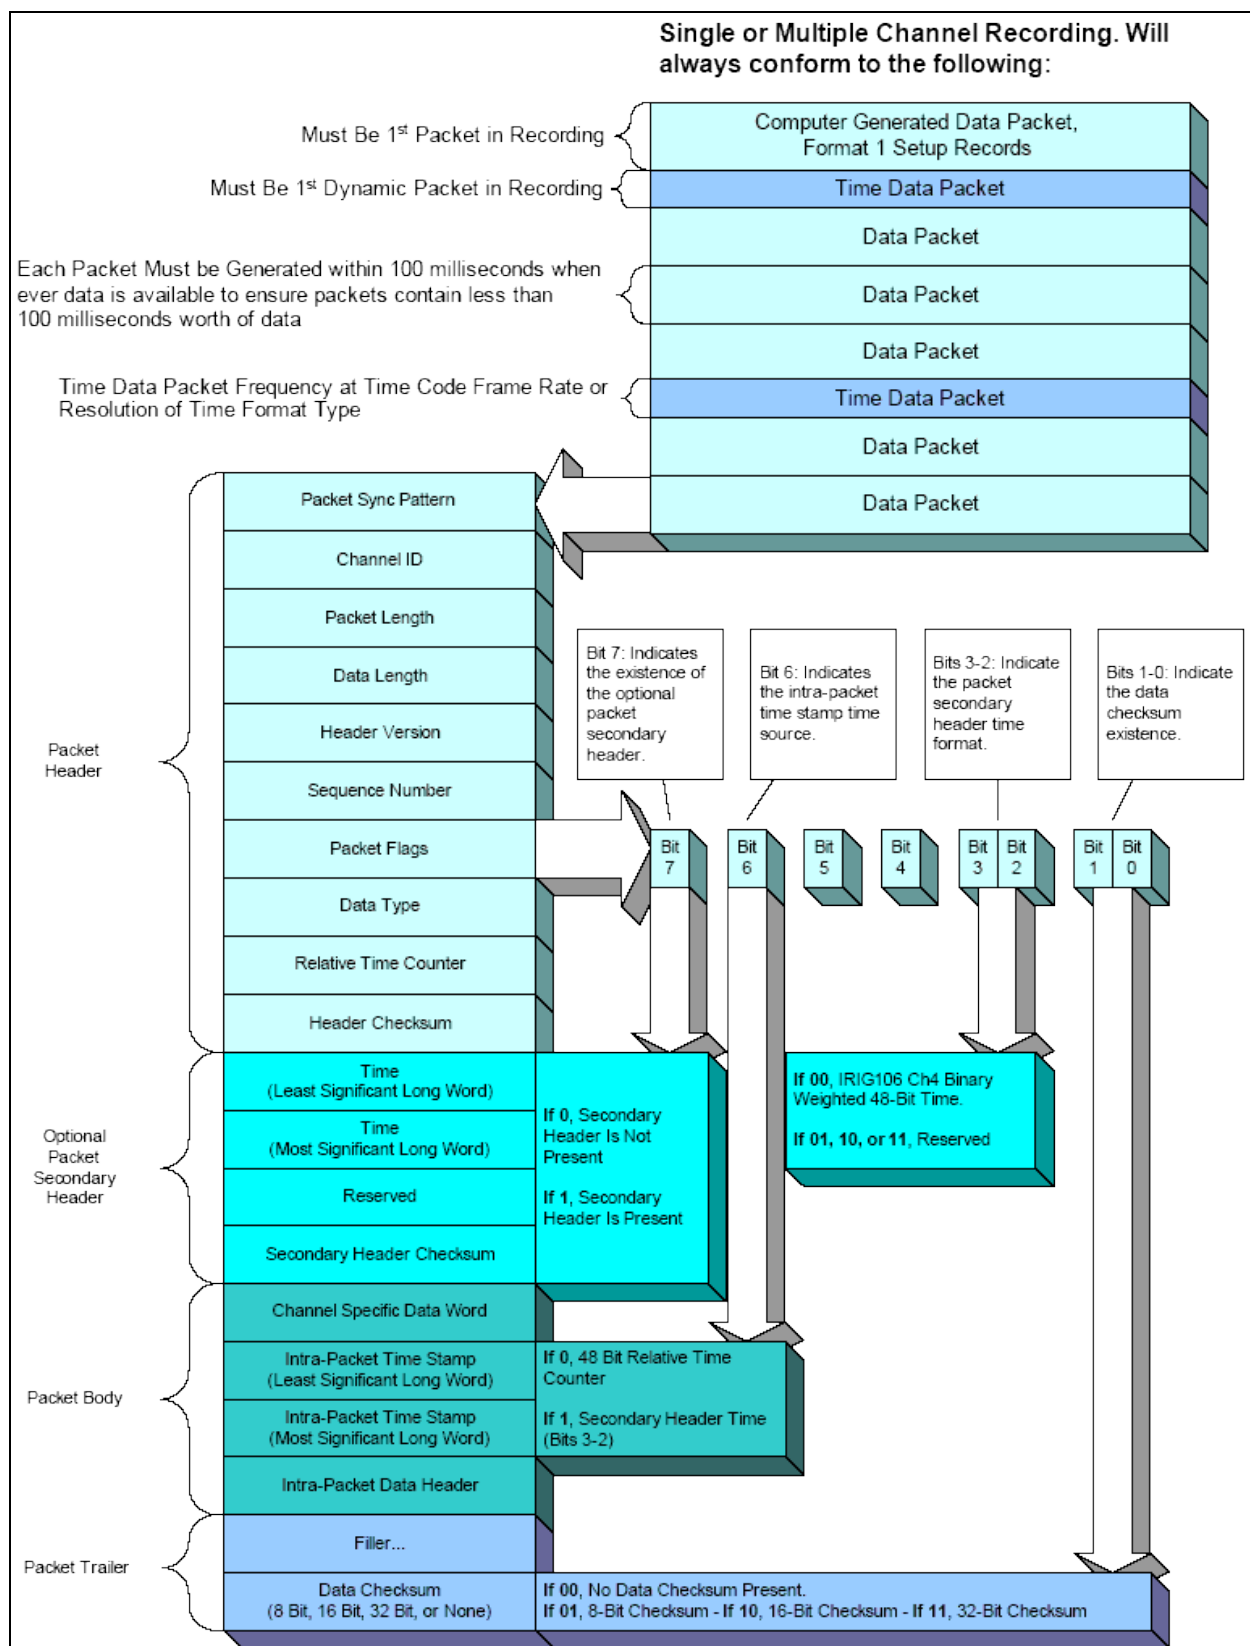 Single or Multiple Channel Recording. Will
always conform to the following:
Must Be 1st Packet in Recording
Computer Generated Data Packet,
Format 1 Setup Records
Must Be 1st Dynamic Packet in Recording
Time Data Packet
Data Packet
Each Packet Must be Generated within 100 milliseconds when
ever data is available to ensure packets contain less than
100 milliseconds worth of data
Data Packet
Data Packet
Time Data Packet Frequency at Time Code Frame Rate or
Resolution of Time Format Type
Time Data Packet
Data Packet
Data Packet
Packet
Header
Packet Sync Pattern
Channel ID
Packet Length
Data Length
Header Version
Sequence Number
Packet Flags
Data Type
Relative Time Counter
Header Checksum
Bit 7: Indicates
the existence of
the optional
packet
secondary
header.
Bit 6: Indicates
the intra-packet
time stamp time
source.
Bits 3-2: Indicate
the packet
secondary
header time
format.
Bits 1-0: Indicate
the data
checksum
existence.
Bit
7
Bit
6
Bit
5
Bit
4
Bit
3
Bit
2
Bit
1
Bit
0
Optional
Packet
Secondary
Header
Time
(Least Significant Long Word)
Time
(Most Significant Long Word)
Reserved
Secondary Header Checksum
If 0, Secondary
Header Is Not
Present
If 1, Secondary
Header Is Present
If 00, IRIG106 Ch4 Binary
Weighted 48-Bit Time.
If 01, 10, or 11, Reserved
Packet Body
Channel Specific Data Word
Intra-Packet Time Stamp
(Least Significant Long Word)
Intra-Packet Time Stamp
(Most Significant Long Word)
Intra-Packet Data Header
If 0, 48 Bit Relative Time
Counter
If 1, Secondary Header Time
(Bits 3-2)
Packet Trailer
Filler...
Data Checksum
(8 Bit, 16 Bit, 32 Bit, or None)
If 00, No Data Checksum Present.
If 01, 8-Bit Checksum - If 10, 16-Bit Checksum - If 11, 32-Bit Checksum